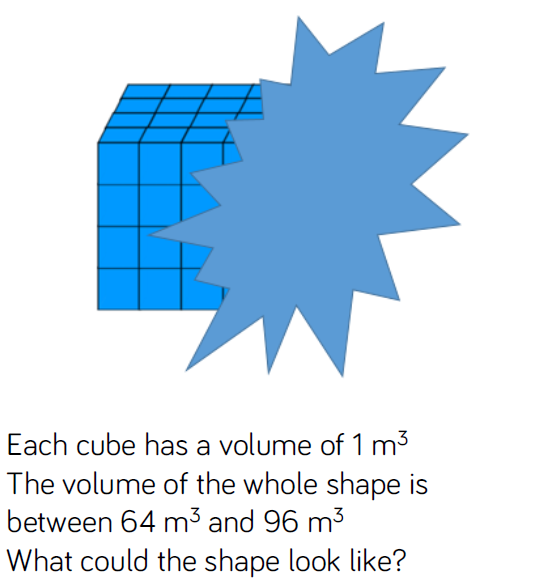 Each cube has a volume of 1 m³
The volume of the whole shape is
between 64 m³ and 96 m³
What could the shape look like?